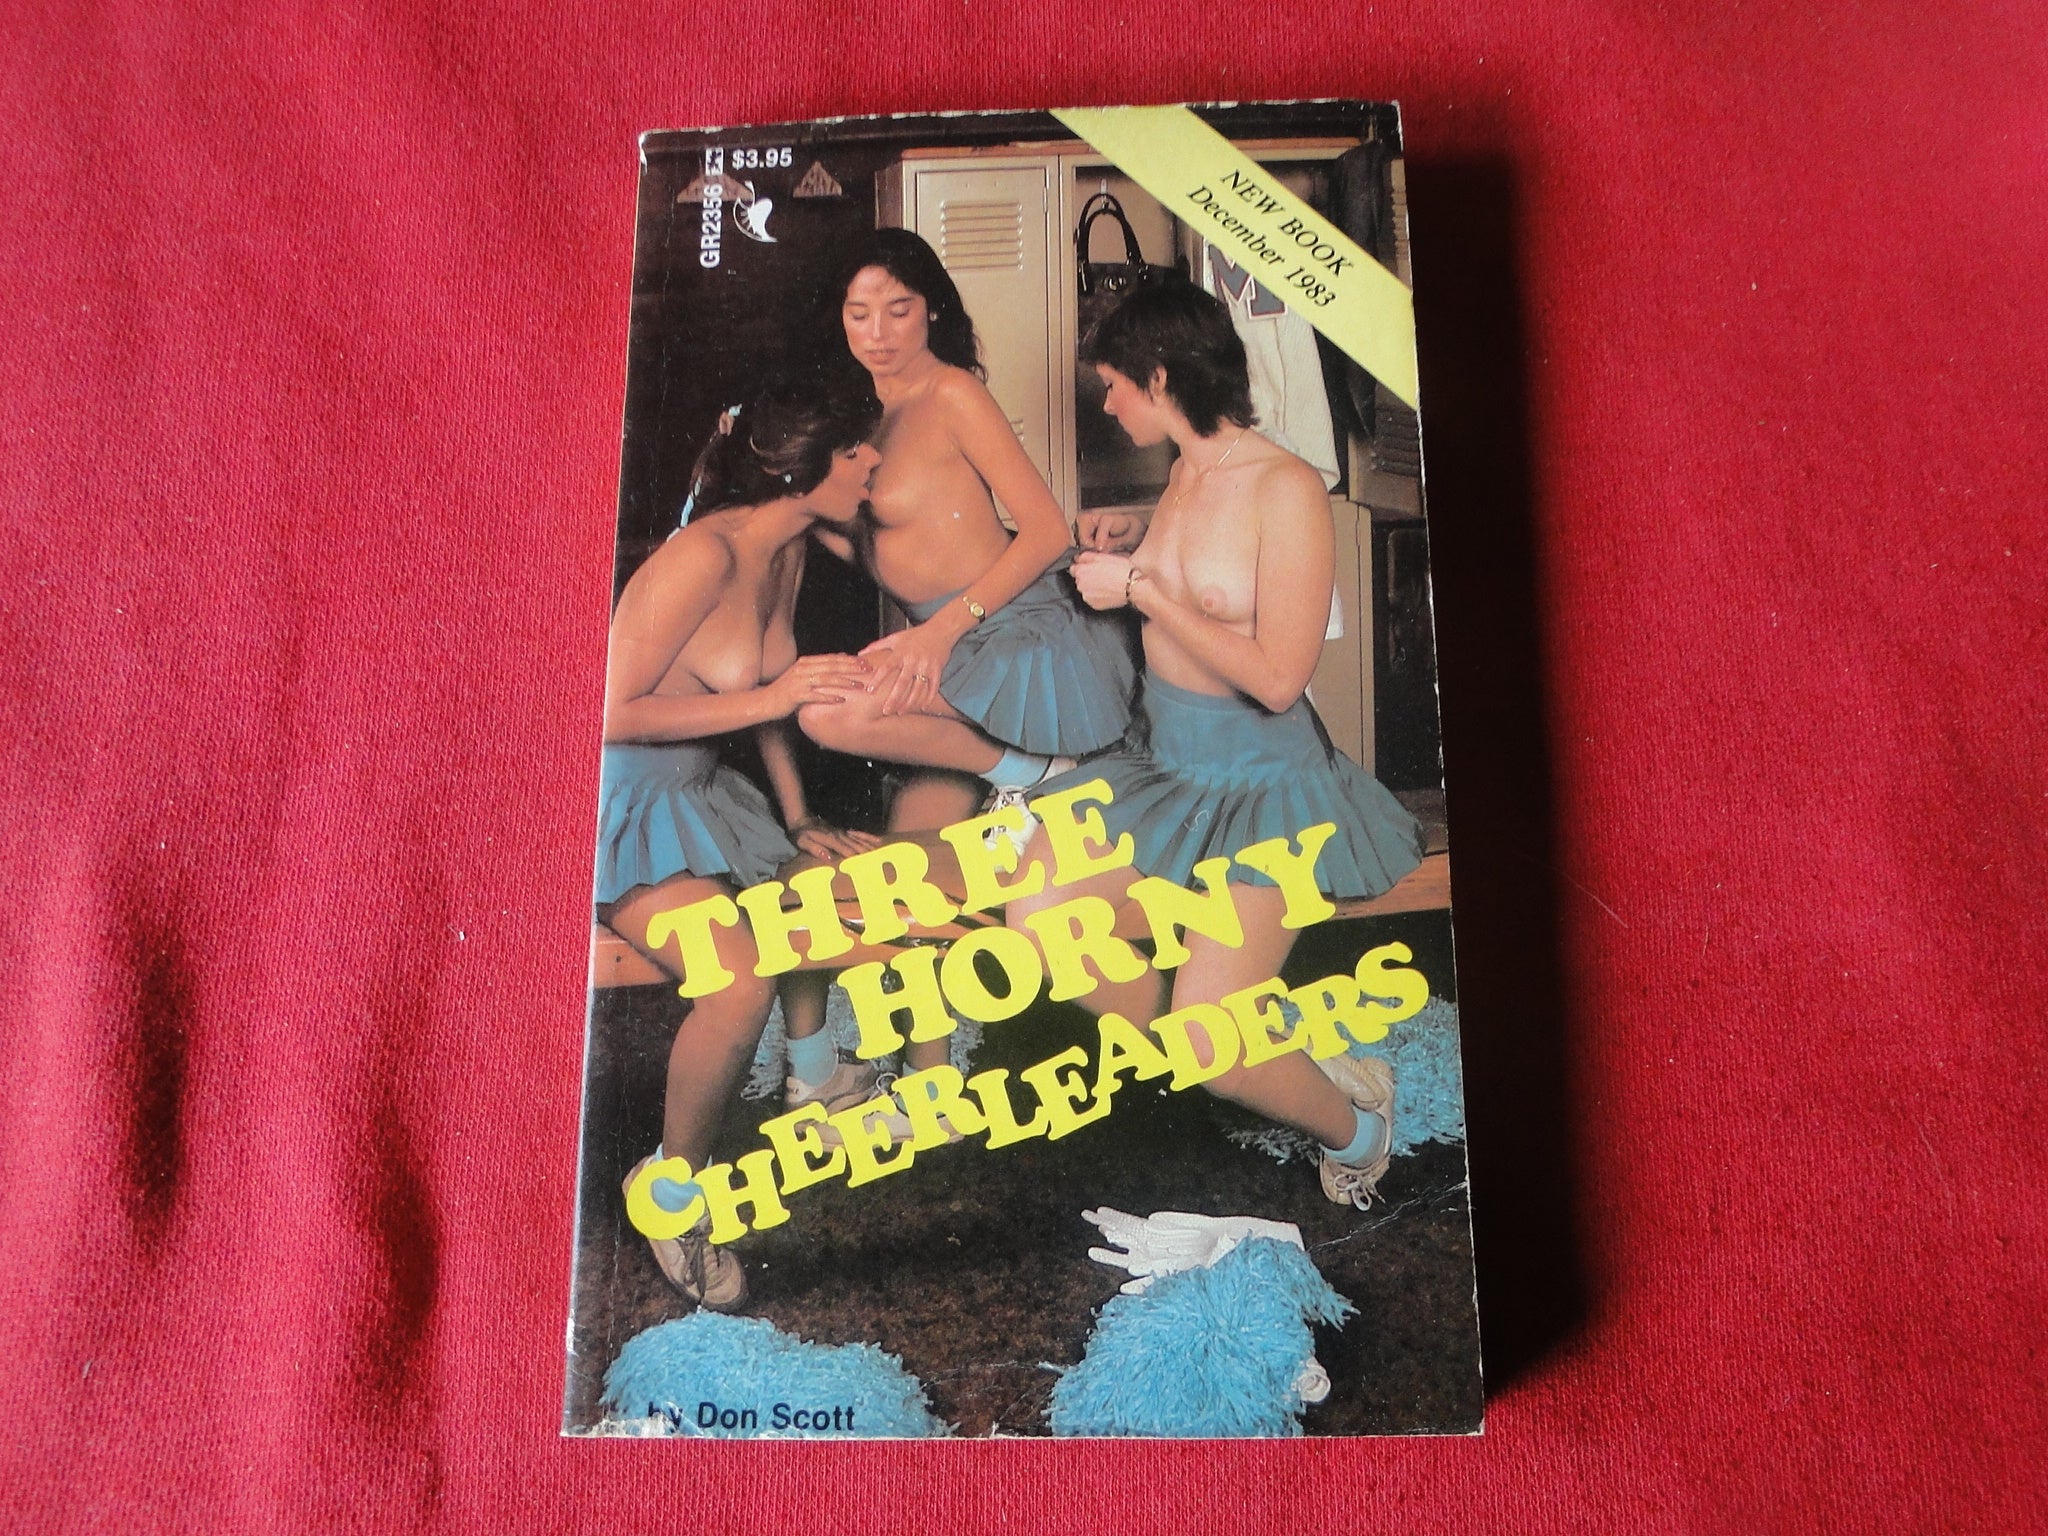 GR2356
$3.95
NEW BOOK
December 1983
THREE
HORNY
CHEERLEADERS
by Don Scott